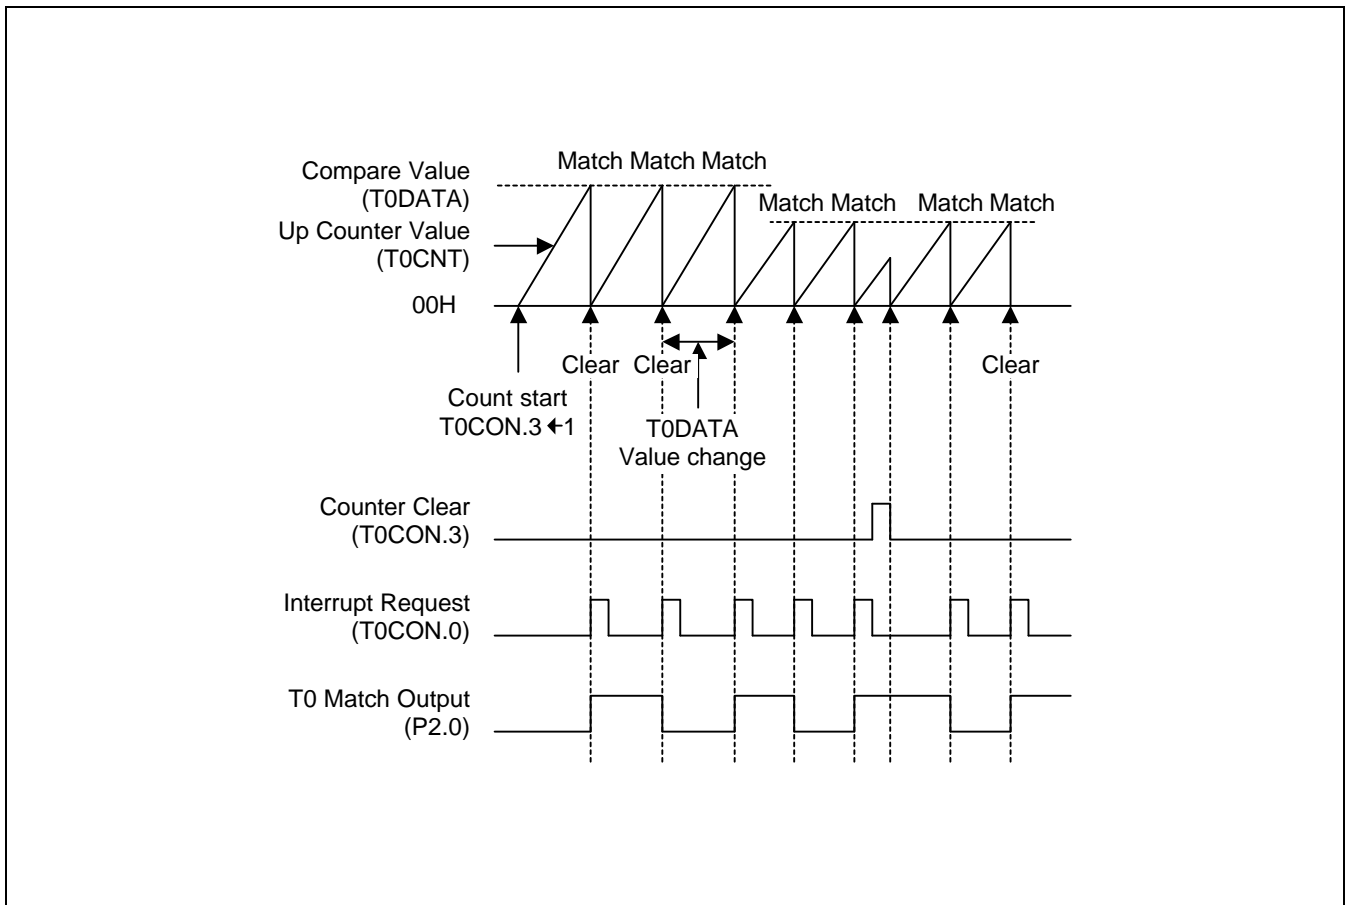 Compare Value
(T0DATA)
Match Match Match
Match Match
Match Match
Up Counter Value
(T0CNT)
00H
Clear
Clear
Clear
Count start
T0CON.3 ←1
T0DATA
Value change
Counter Clear
(T0CON.3)
Interrupt Request
(T0CON.0)
T0 Match Output
(P2.0)